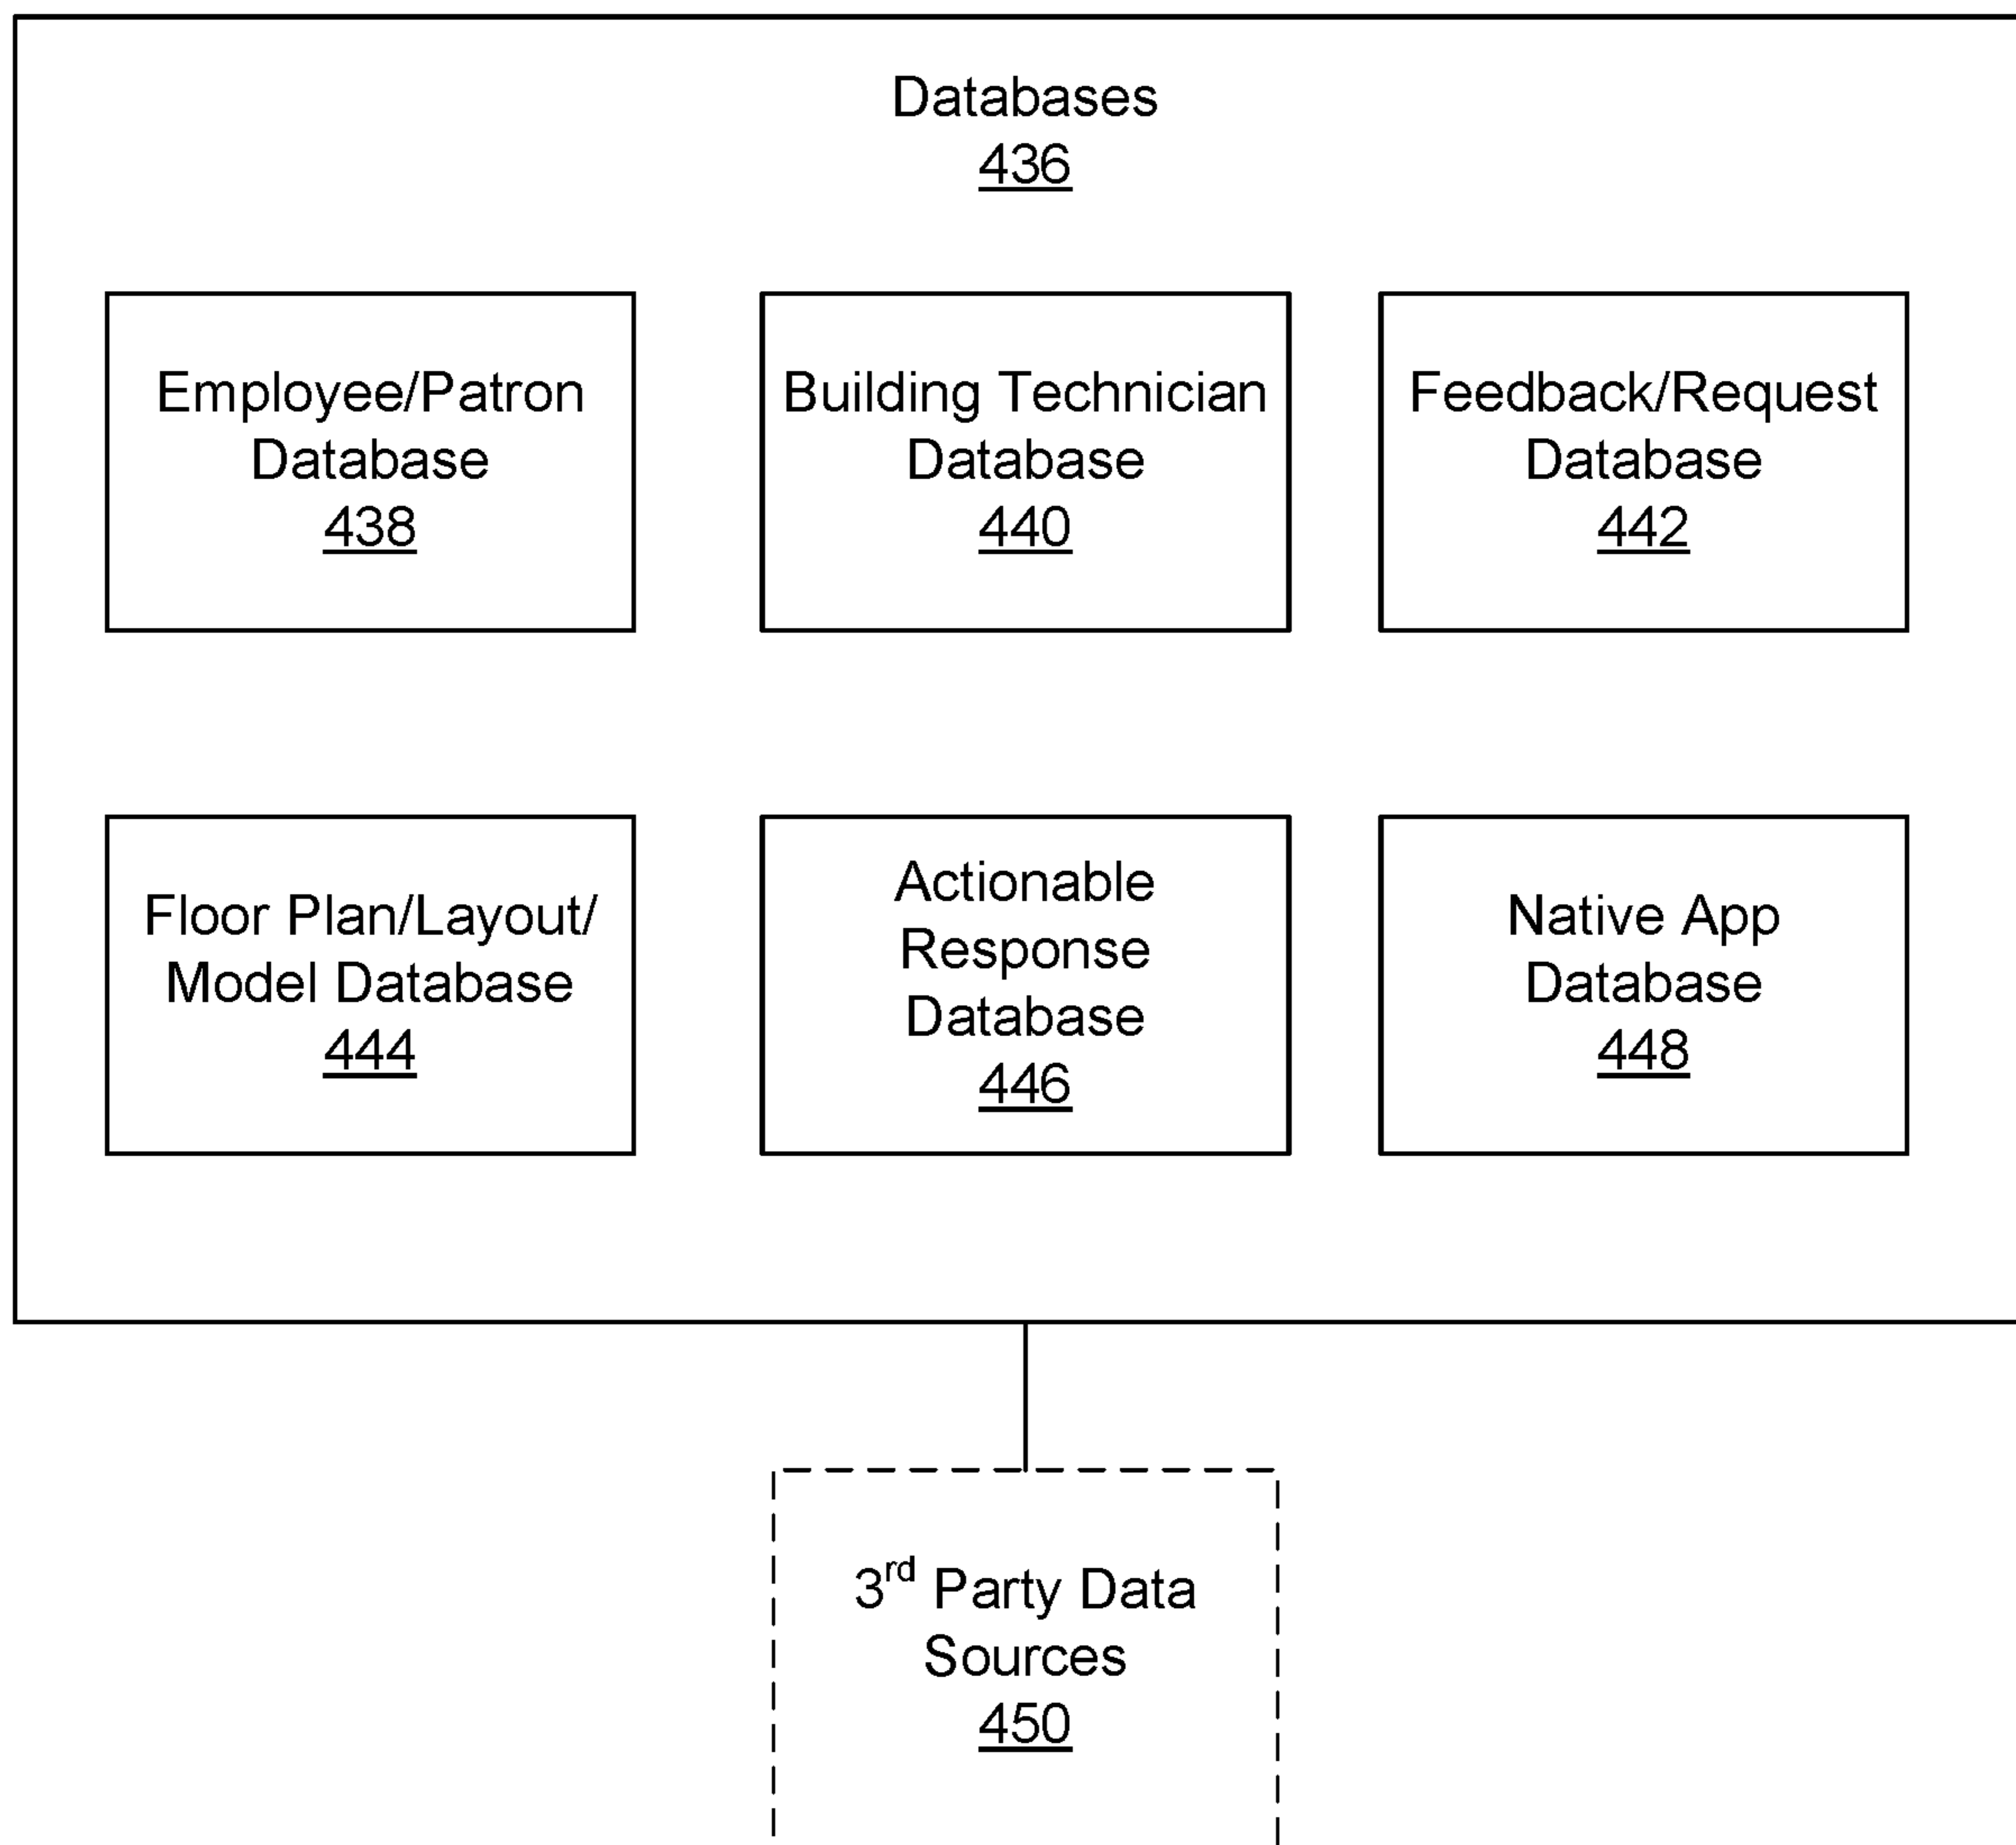 Databases
436
Employee/Patron
Database
438
Building Technician
Database
440
Feedback/Request
Database
442
Floor Plan/Layout/
Model Database
444
Actionable
Response
Database
446
Native App
Database
448
3rd Party Data
Sources
450